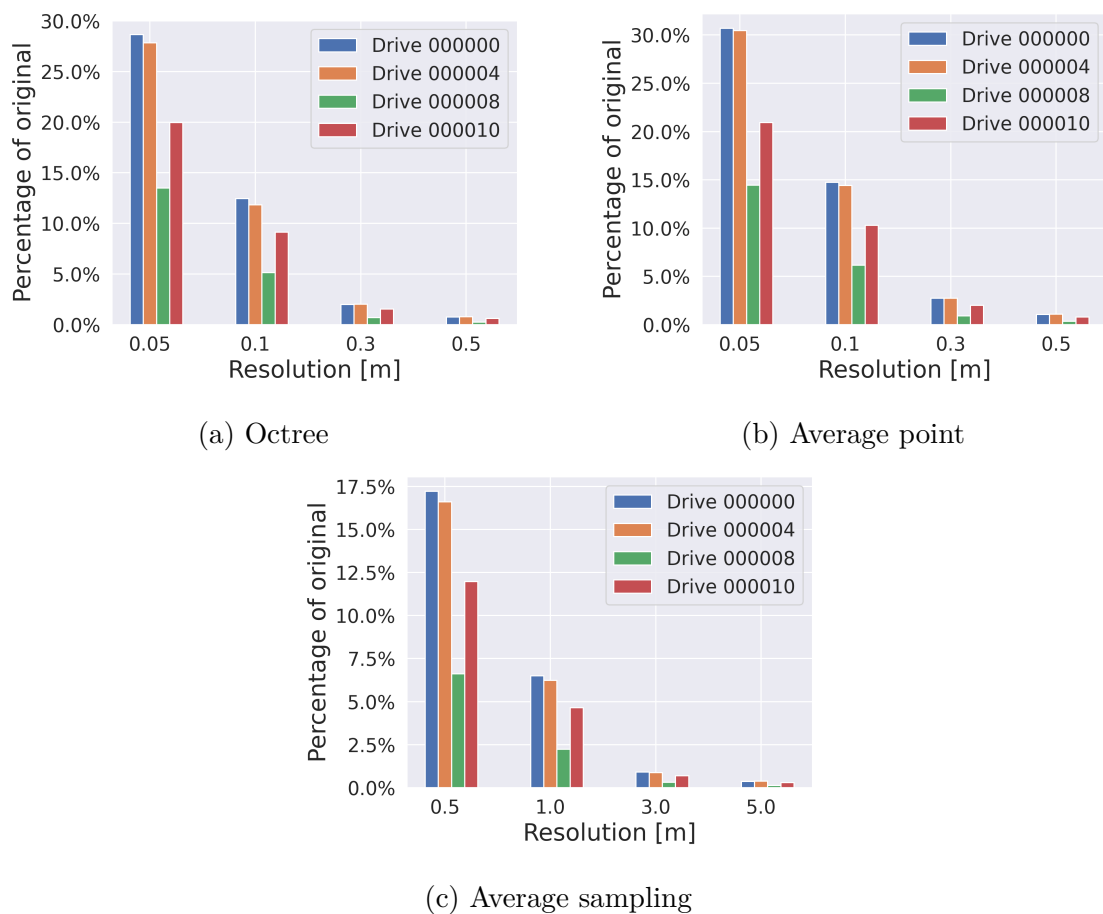 30.0%
25.0%
20.0%
15.0%
10.0%
5.0%
0.0%
Percentage of original
Drive 000000
Drive 000004
Drive 000008
Drive 000010
0.05 0.1 0.3 0.5
Resolution [m]
(a) Octree
30.0%
25.0%
20.0%
15.0%
10.0%
5.0%
0.0%
Percentage of original
Drive 000000
Drive 000004
Drive 000008
Drive 000010
0.05 0.1 0.3 0.5
Resolution [m]
(b) Average point
17.5%
15.0%
12.5%
10.0%
7.5%
5.0%
2.5%
0.0%
Percentage of original
Drive 000000
Drive 000004
Drive 000008
Drive 000010
0.5 1.0 3.0 5.0
Resolution [m]
(c) Average sampling